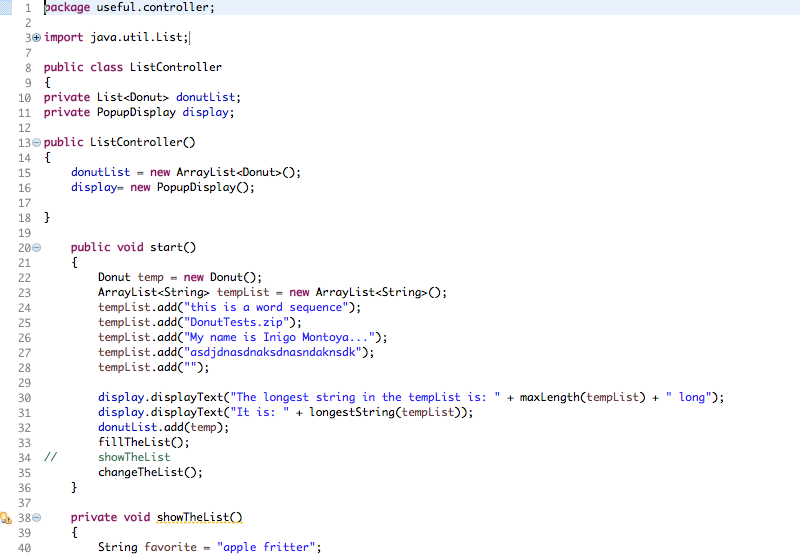 1 package useful.controller;
2
3 import java.util.List;
7
8 public class ListController
9 {
10 private List<Donut> donutList;
11 private PopupDisplay display;
12
13 public ListController()
14 {
15     donutList = new ArrayList<Donut>();
16     display= new PopupDisplay();
17
18 }
19
20     public void start()
21     {
22         Donut temp = new Donut();
23         ArrayList<String> tempList = new ArrayList<String>();
24         tempList.add("this is a word sequence");
25         tempList.add("DonutTests.zip");
26         tempList.add("My name is Inigo Montoya...");
27         tempList.add("asdjdnasdnaksdnasndaknsdk");
28         tempList.add("");
29
30         display.displayText("The longest string in the tempList is: " + maxLength(tempList) + " long");
31         display.displayText("It is: " + longestString(tempList));
32         donutList.add(temp);
33         fillTheList();
34 //      showTheList
35         changeTheList();
36     }
37
38     private void showTheList()
39     {
40         String favorite = "apple fritter";